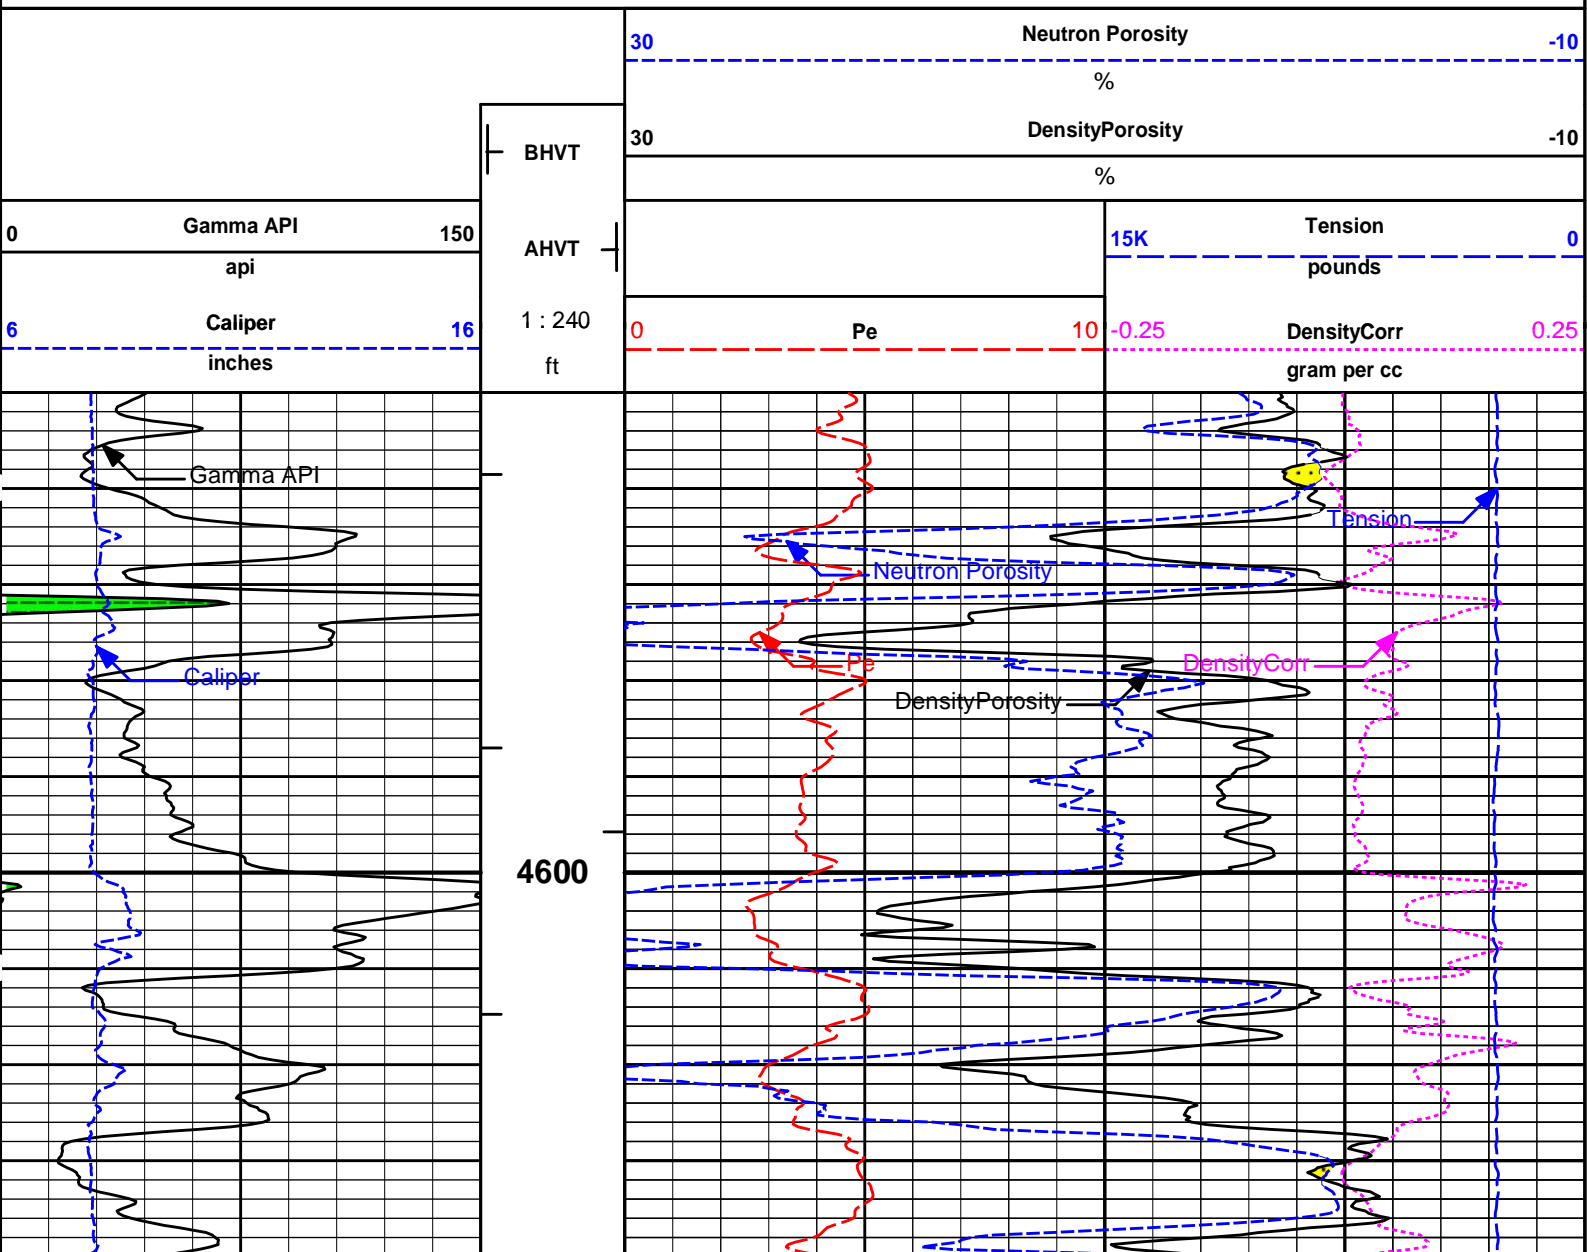 30 Neutron Porosity -10
%
30 DensityPorosity -10
%
BHVT
AHVT
1 : 240
ft
0 Gamma API 150
api
6 Caliper 16
inches
15K Tension 0
pounds
0 Pe 10
-0.25 DensityCorr 0.25
gram per cc
Gamma API
Tension
Neutron Porosity
Pe
DensityCorr
Caliper
DensityPorosity
4600